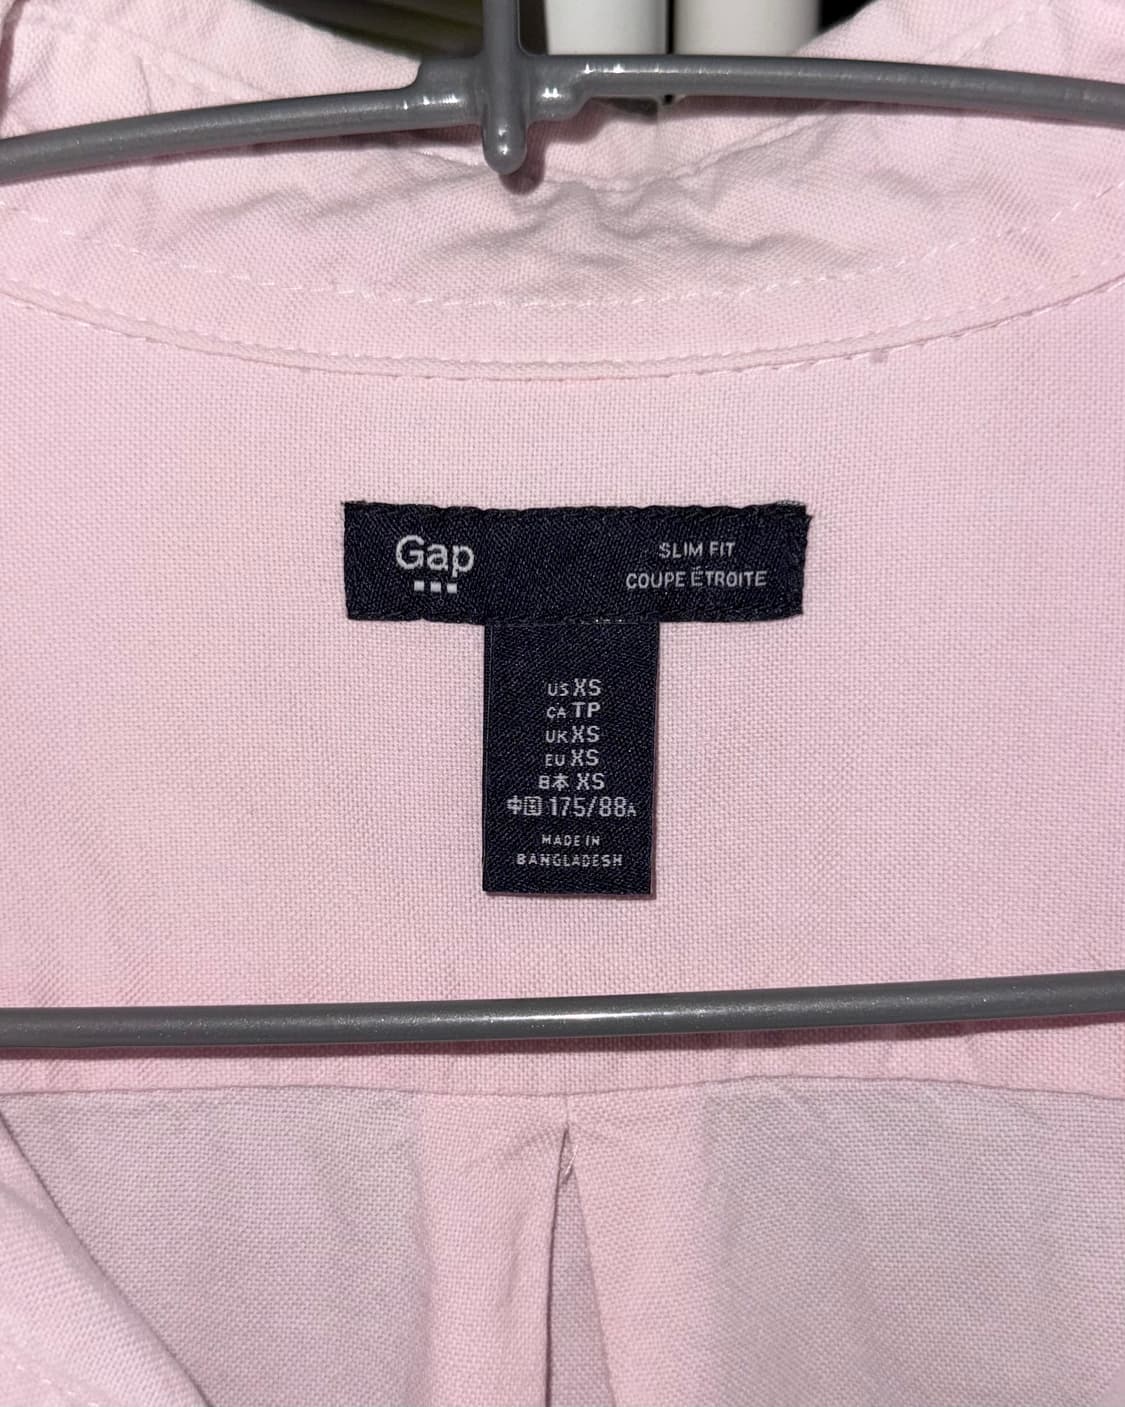 Gap
SLIM FIT
COUPE ÉTROITE
US XS
CA TP
UK XS
EU XS
日本 XS
中国 175/88A
MADE IN
BANGLADESH